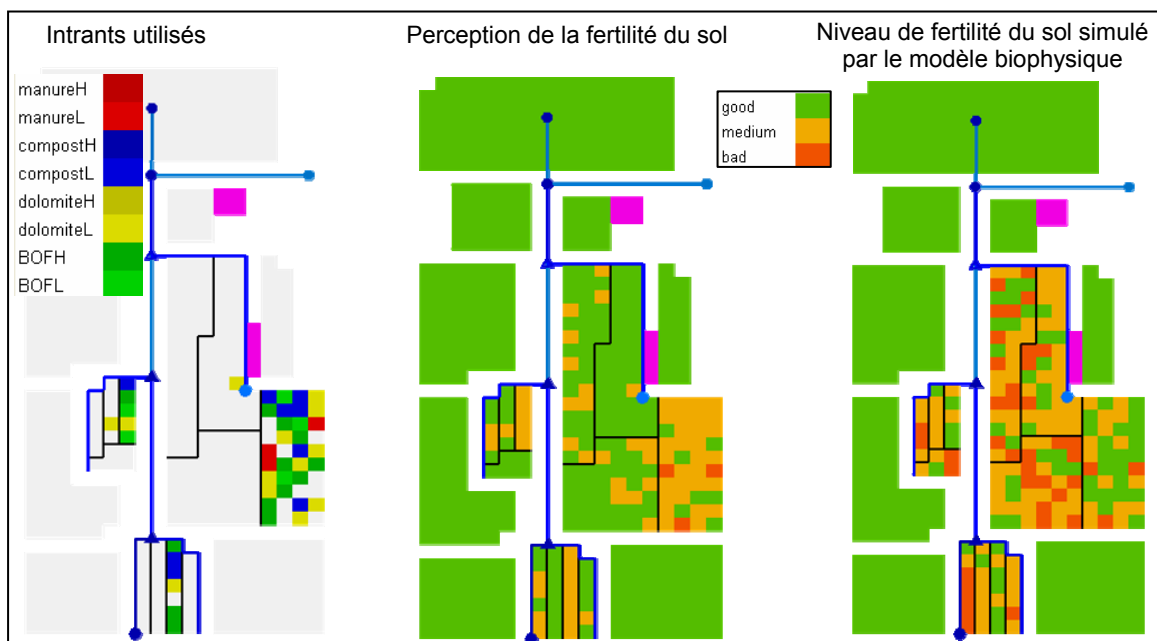 Intrants utilisés
manureH
manureL
compostH
compostL
dolomiteH
dolomiteL
BOFH
BOFL
Perception de la fertilité du sol
good
medium
bad
Niveau de fertilité du sol simulé
par le modèle biophysique